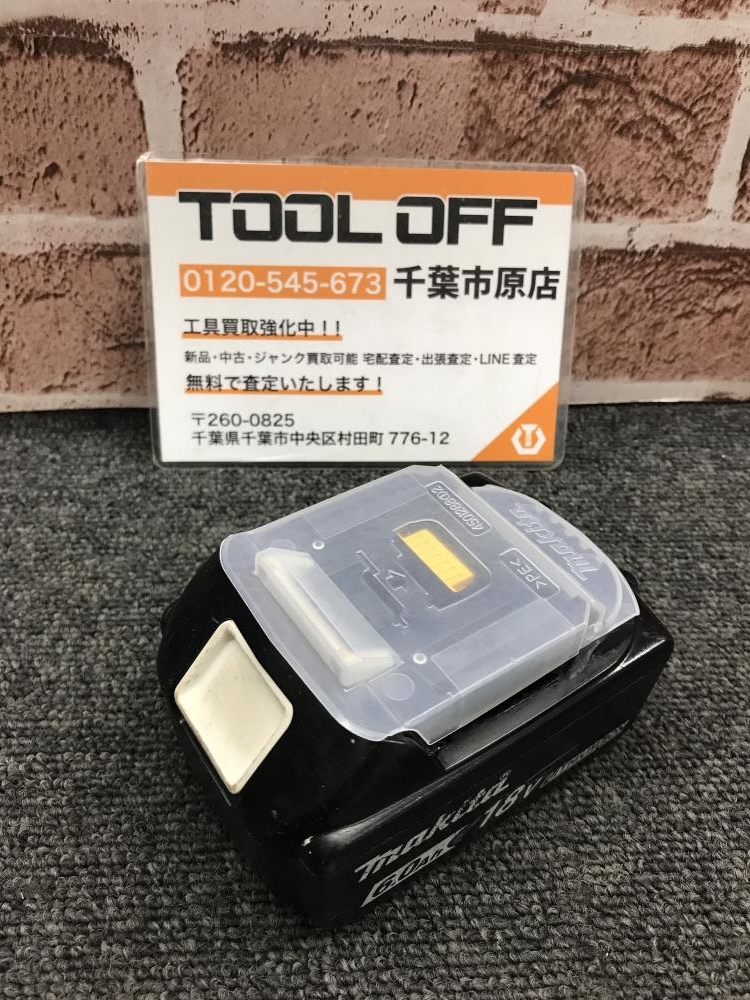 TOOL OFF
0120-545-673 千葉市原店
工具買取強化中！！
新品・中古・ジャンク買取可能 宅配査定・出張査定・LINE査定
無料で査定いたします！
〒260-0825
千葉県千葉市中央区村田町 776-12
>PE<
makita
makita 18V
6.0Ah